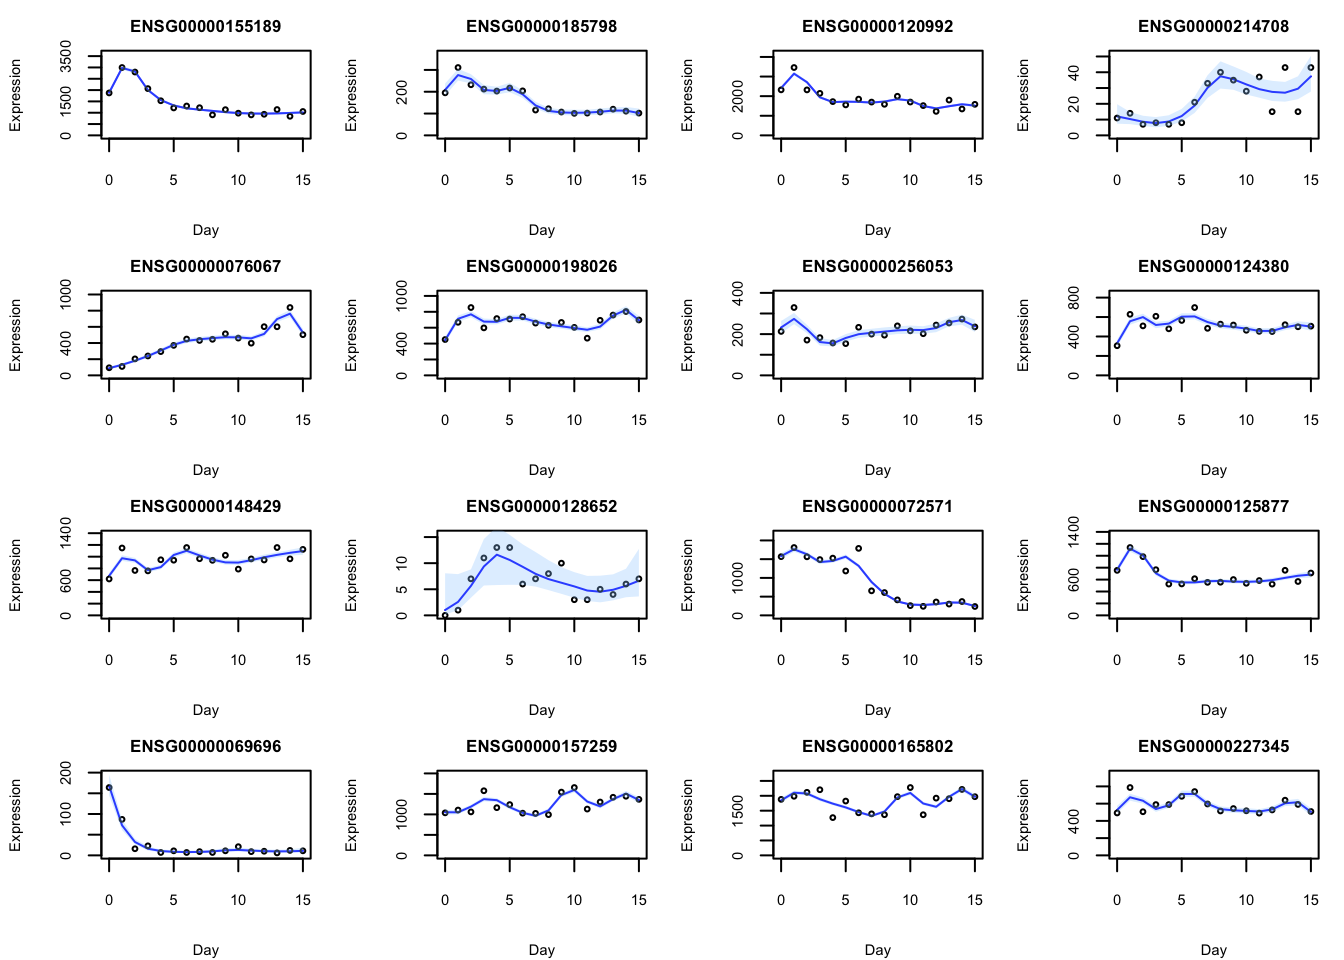 ENSG00000155189 ENSG00000185798 ENSG00000120992 ENSG00000214708
Expression 0 1500 3500 Expression 0 200 Expression 0 2000 Expression 0 20 40
0 5 10 15 0 5 10 15 0 5 10 15 0 5 10 15
Day Day Day Day
ENSG00000076067 ENSG00000198026 ENSG00000256053 ENSG00000124380
Expression 0 400 1000 Expression 0 400 1000 Expression 0 200 400 Expression 0 400 800
0 5 10 15 0 5 10 15 0 5 10 15 0 5 10 15
Day Day Day Day
ENSG00000148429 ENSG00000128652 ENSG00000072571 ENSG00000125877
Expression 0 600 1400 Expression 0 5 10 Expression 0 1000 Expression 0 600 1400
0 5 10 15 0 5 10 15 0 5 10 15 0 5 10 15
Day Day Day Day
ENSG00000069696 ENSG00000157259 ENSG00000165802 ENSG00000227345
Expression 0 100 200 Expression 0 1000 Expression 0 1500 Expression 0 400
0 5 10 15 0 5 10 15 0 5 10 15 0 5 10 15
Day Day Day Day